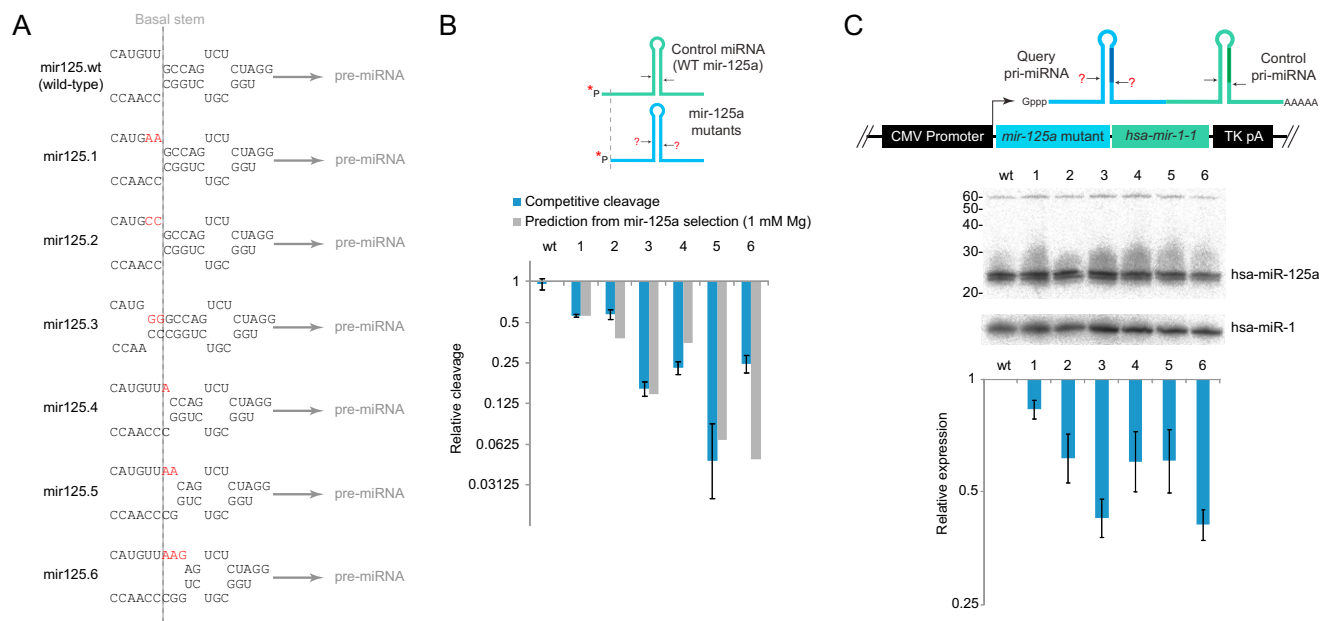 A
Basal stem
CAUGUU UCU
mir125.wt
(wild-type)
GCCAG CUAGG
CGGUC GGU
pre-miRNA
CCAACC UGC
CAUGAA UCU
mir125.1
GCCAG CUAGG
CGGUC GGU
pre-miRNA
CCAACC UGC
CAUGCC UCU
mir125.2
GCCAG CUAGG
CGGUC GGU
pre-miRNA
CCAACC UGC
CAUG UCU
mir125.3
GGGCCAG CUAGG
CCCGGUC GGU
pre-miRNA
CCAA UGC
CAUGUUA UCU
mir125.4
CCAG CUAGG
GGUC GGU
pre-miRNA
CCAACCC UGC
CAUGUUAA UCU
mir125.5
CAG CUAGG
GUC GGU
pre-miRNA
CCAACCCG UGC
CAUGUUAAG UCU
mir125.6
AG CUAGG
UC GGU
pre-miRNA
CCAACCCGG UGC
B
Control miRNA
(WT mir-125a)
*P
mir-125a
mutants
? ?
*P
Competitive cleavage
Prediction from mir-125a selection (1 mM Mg)
wt 1 2 3 4 5 6
1
0.5
0.25
0.125
0.0625
0.03125
Relative cleavage
C
Query
pri-miRNA
? ?
Control
pri-miRNA
Gppp
AAAAA
CMV Promoter
mir-125a mutant
hsa-mir-1-1
TK pA
wt 1 2 3 4 5 6
60-
50-
40-
30-
20-
hsa-miR-125a
hsa-miR-1
wt 1 2 3 4 5 6
1
0.5
0.25
Relative expression